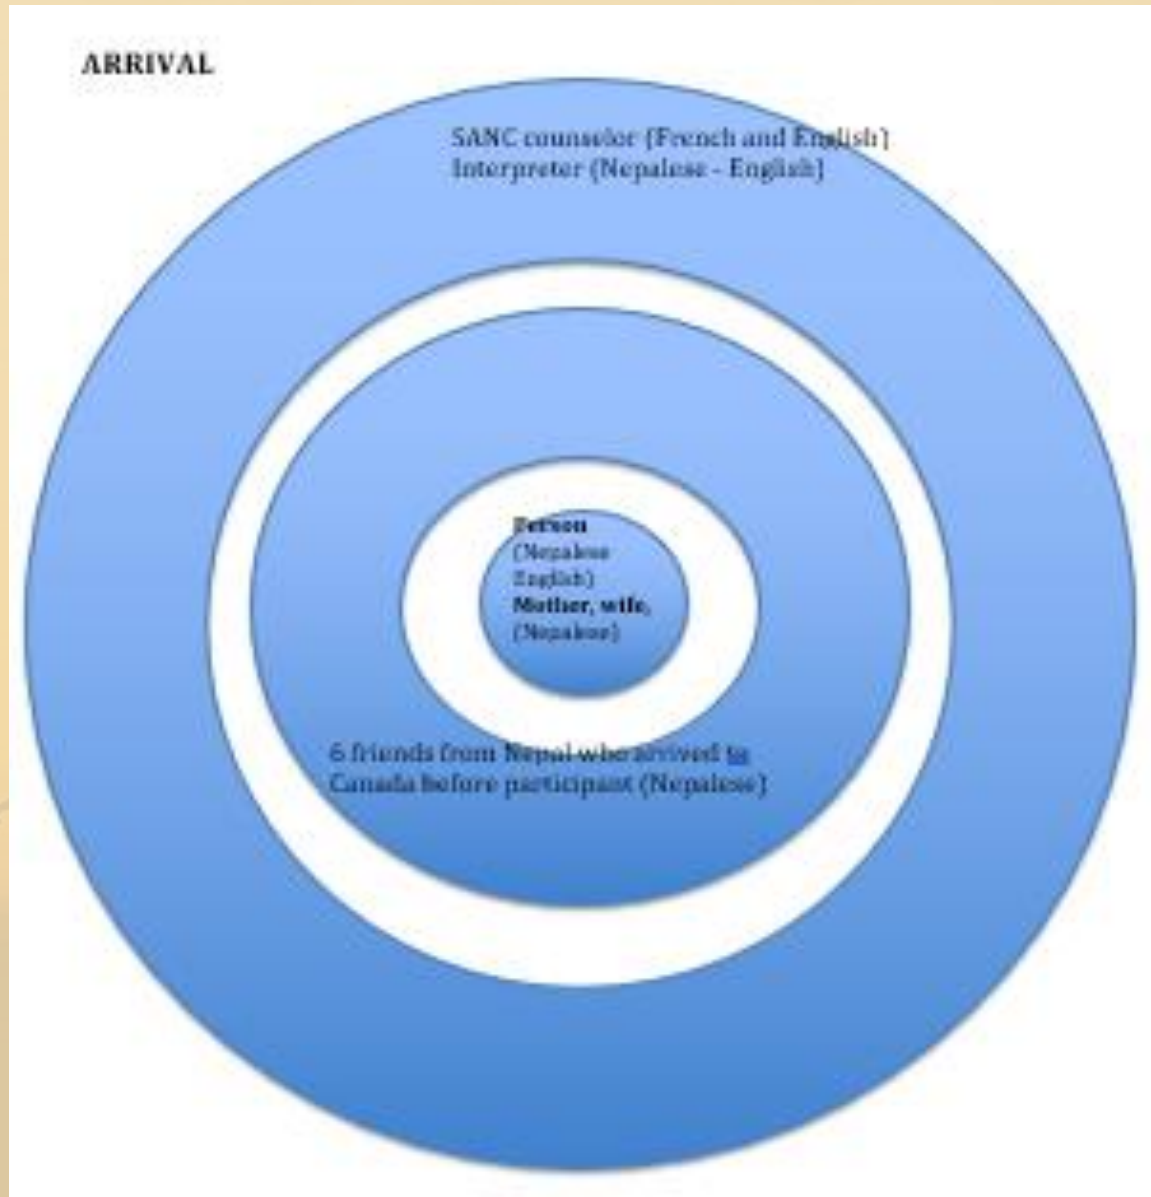 ARRIVAL
SANC counselor (French and English)
Interpreter (Nepalese - English)
Person
(Nepalese
English)
Mother, wife,
(Nepalese)
6 friends from Nepal who arrived to
Canada before participant (Nepalese)